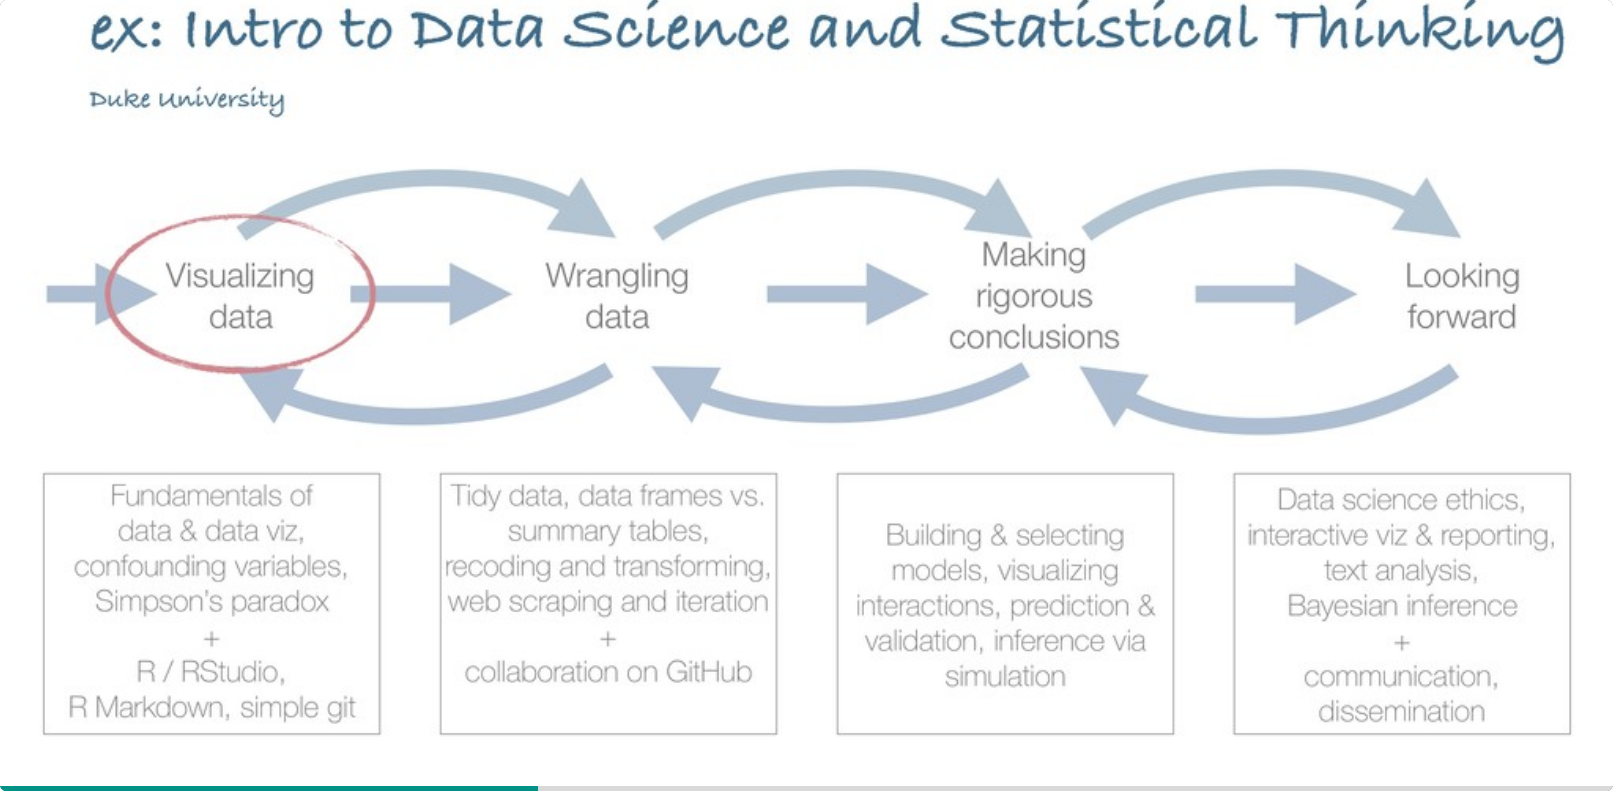 ex: Intro to Data Science and Statistical Thinking
Duke University
Visualizing
data
Wrangling
data
Making
rigorous
conclusions
Looking
forward
Fundamentals of
data & data viz,
confounding variables,
Simpson's paradox
+
R / RStudio,
R Markdown, simple git
Tidy data, data frames vs.
summary tables,
recoding and transforming,
web scraping and iteration
+
collaboration on GitHub
Building & selecting
models, visualizing
interactions, prediction &
validation, inference via
simulation
Data science ethics,
interactive viz & reporting,
text analysis,
Bayesian inference
+
communication,
dissemination